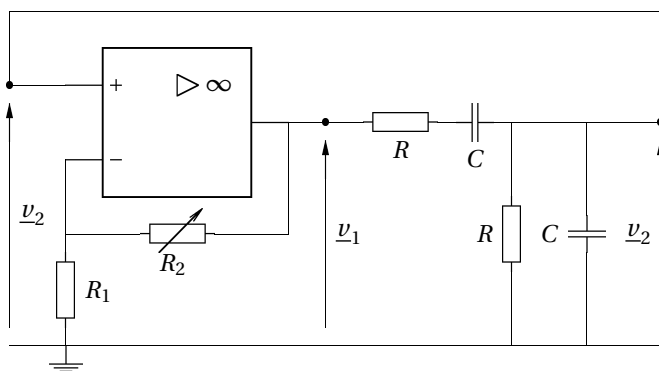 + ▷ ∞
−
R C
v₂ v₁ R C v₂
R₂
R₁